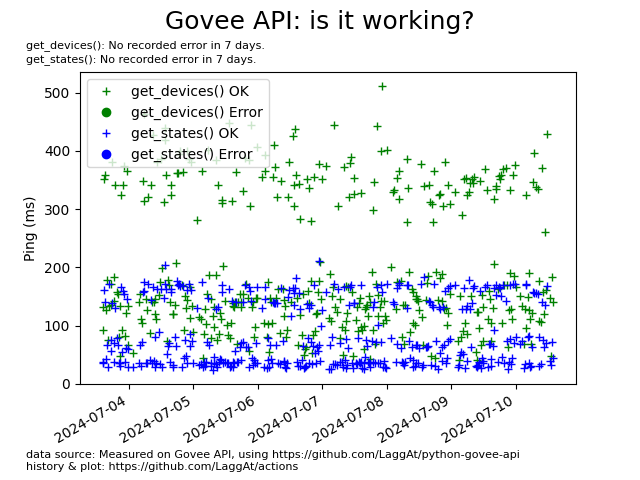 Govee API: is it working?
get_devices(): No recorded error in 7 days.
get_states(): No recorded error in 7 days.
get_devices() OK
get_devices() Error
get_states() OK
get_states() Error
Ping (ms)
500
400
300
200
100
0
2024-07-04
2024-07-05
2024-07-06
2024-07-07
2024-07-08
2024-07-09
2024-07-10
data source: Measured on Govee API, using https://github.com/LaggAt/python-govee-api
history & plot: https://github.com/LaggAt/actions